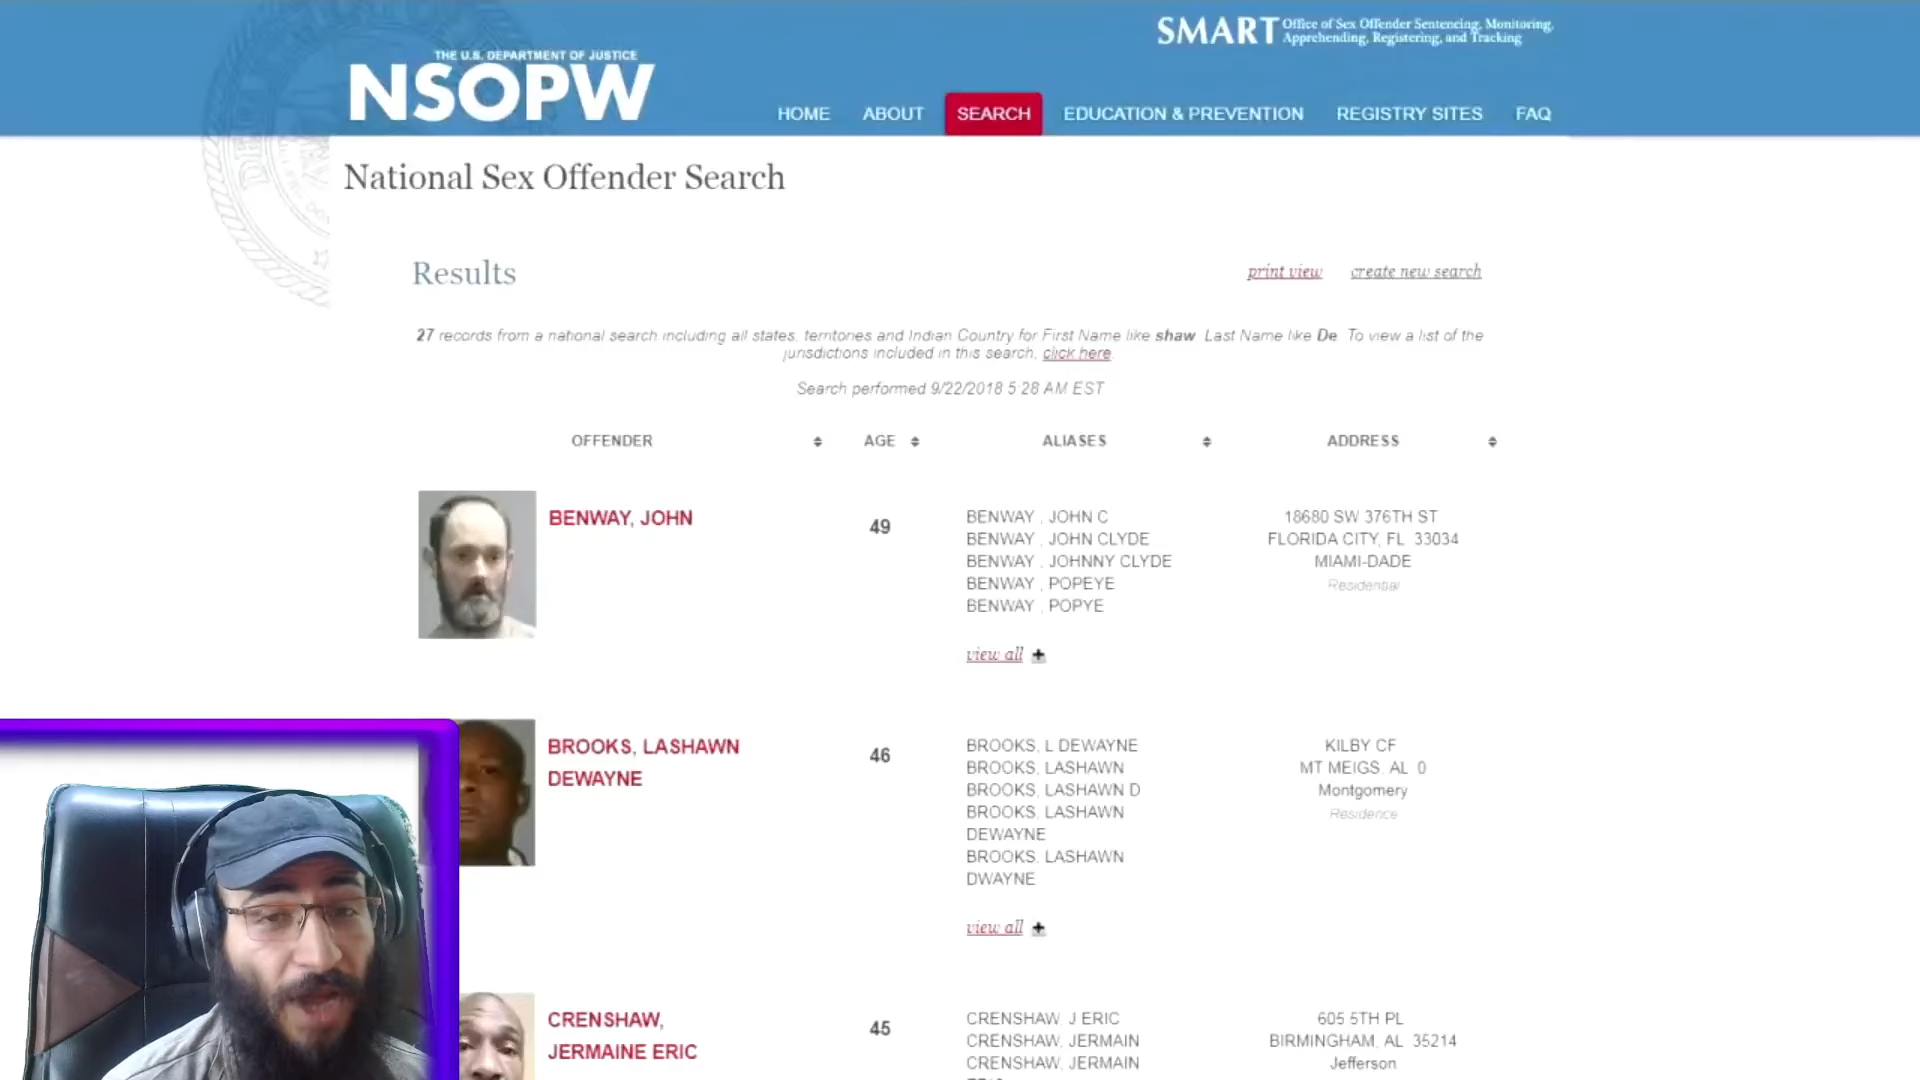 SMART Office of Sex Offender Sentencing, Monitoring,
Apprehending, Registering, and Tracking
THE U.S. DEPARTMENT OF JUSTICE
NSOPW
HOME ABOUT SEARCH EDUCATION & PREVENTION REGISTRY SITES FAQ
National Sex Offender Search
Results print view create new search
27 records from a national search including all states, territories and Indian Country for First Name like shaw Last Name like De. To view a list of the
jurisdictions included in this search, click here.
Search performed 9/22/2018 5:28 AM EST
OFFENDER AGE ALIASES ADDRESS
BENWAY, JOHN 49 BENWAY , JOHN C 18680 SW 376TH ST
BENWAY , JOHN CLYDE FLORIDA CITY, FL 33034
BENWAY , JOHNNY CLYDE MIAMI-DADE
BENWAY , POPEYE Residential
BENWAY , POPYE
view all
BROOKS, LASHAWN 46 BROOKS, L DEWAYNE KILBY CF
DEWAYNE BROOKS, LASHAWN MT MEIGS, AL 0
BROOKS, LASHAWN D Montgomery
BROOKS, LASHAWN Residence
DEWAYNE
BROOKS, LASHAWN
DWAYNE
view all
CRENSHAW, 45 CRENSHAW, J ERIC 605 5TH PL
JERMAINE ERIC CRENSHAW, JERMAIN BIRMINGHAM, AL 35214
CRENSHAW, JERMAIN Jefferson